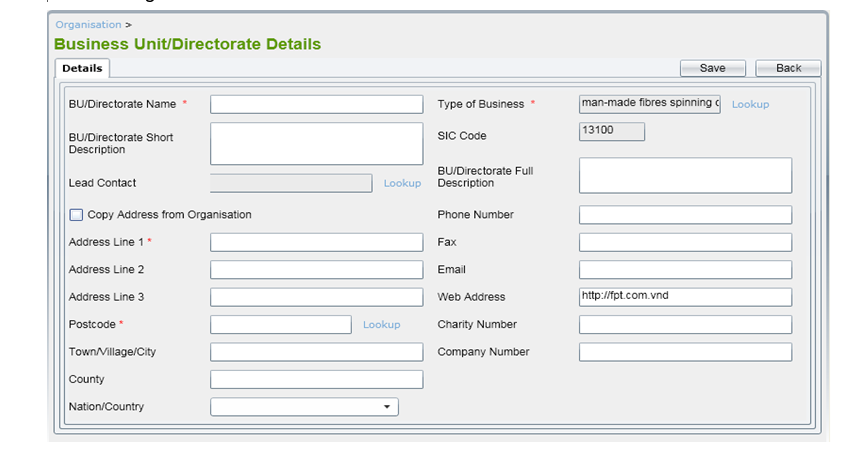 Organisation >
Business Unit/Directorate Details
Details
Save
Back
BU/Directorate Name *
Type of Business *
man-made fibres spinning
Lookup
BU/Directorate Short
Description
SIC Code
13100
Lead Contact
Lookup
BU/Directorate Full
Description
Copy Address from Organisation
Phone Number
Address Line 1 *
Fax
Address Line 2
Email
Address Line 3
Web Address
http://fpt.com.vnd
Postcode *
Lookup
Charity Number
Town/Village/City
Company Number
County
Nation/Country